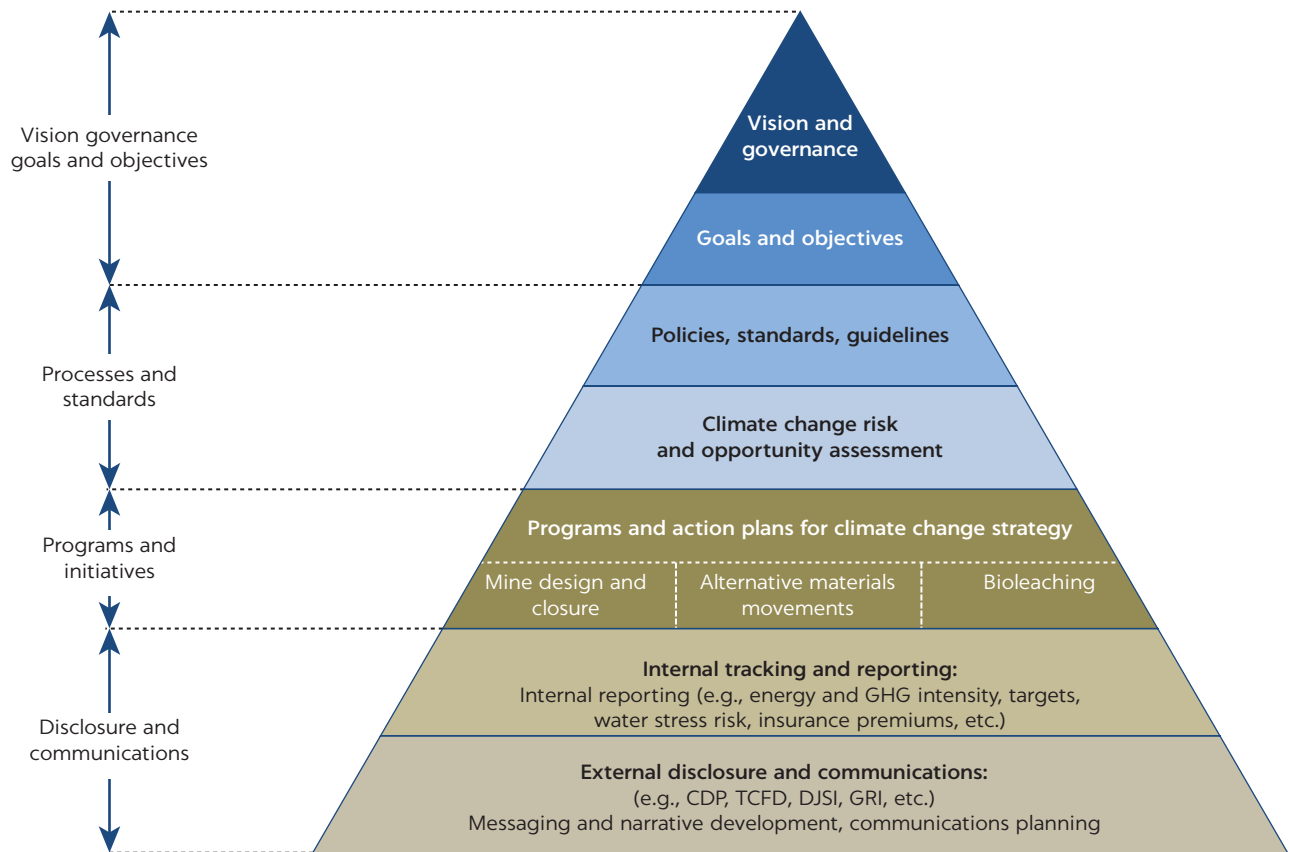 Vision governance
goals and objectives
Processes and
standards
Programs and
initiatives
Disclosure and
communications
Vision and
governance
Goals and objectives
Policies, standards, guidelines
Climate change risk
and opportunity assessment
Programs and action plans for climate change strategy
Mine design and
closure
Alternative materials
movements
Bioleaching
Internal tracking and reporting:
Internal reporting (e.g., energy and GHG intensity, targets,
water stress risk, insurance premiums, etc.)
External disclosure and communications:
(e.g., CDP, TCFD, DJSI, GRI, etc.)
Messaging and narrative development, communications planning